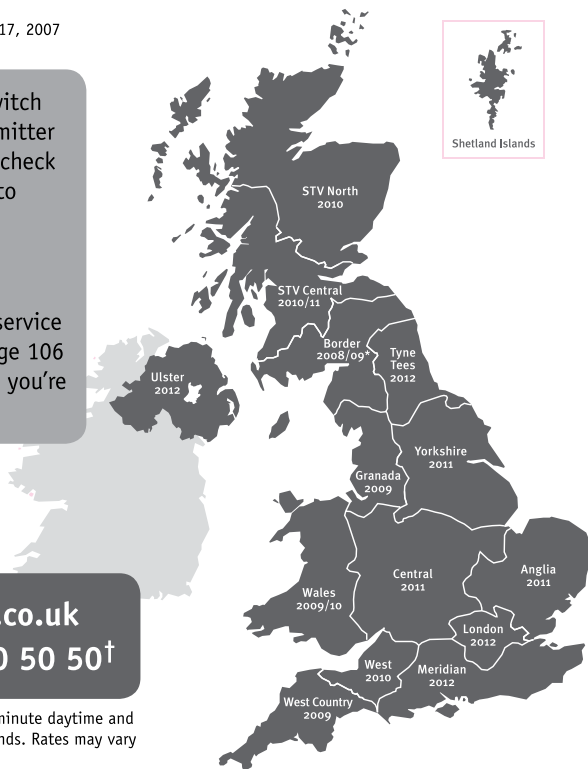 17, 2007
witch
mitter
check
to
service
ge 106
you're
.co.uk
0 50 50†
minute daytime and
nds. Rates may vary
Shetland Islands
STV North
2010
STV Central
2010/11
Border
2008/09*
Tyne
Tees
2012
Ulster
2012
Granada
2009
Yorkshire
2011
Wales
2009/10
Central
2011
Anglia
2011
London
2012
West
2010
Meridian
2012
West Country
2009